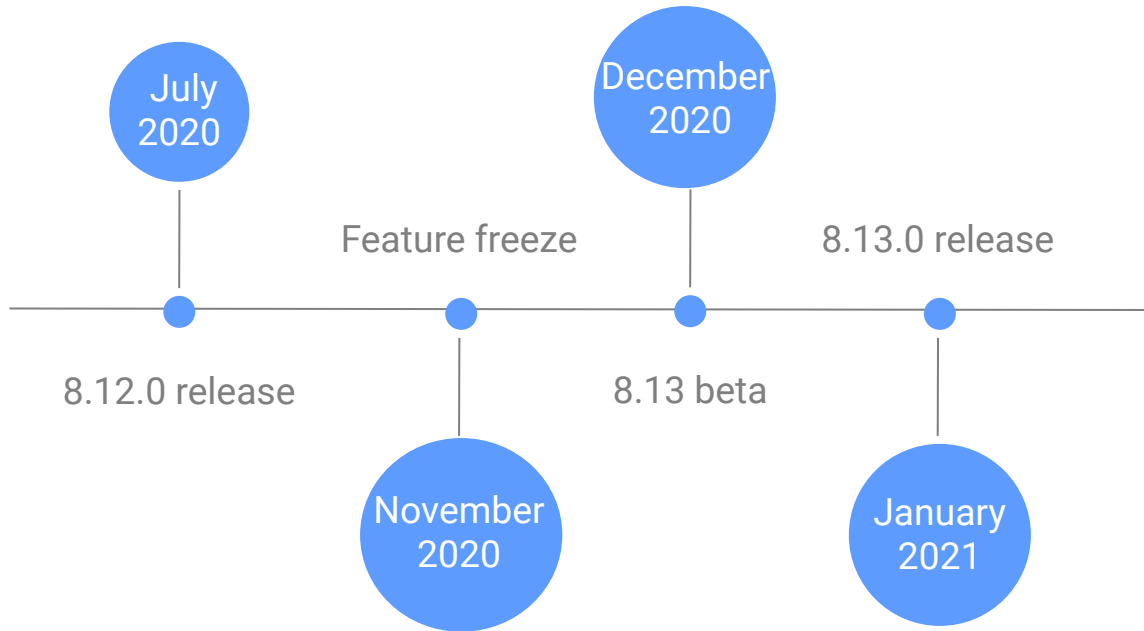 July
2020
8.12.0 release
Feature freeze
November
2020
December
2020
8.13 beta
8.13.0 release
January
2021